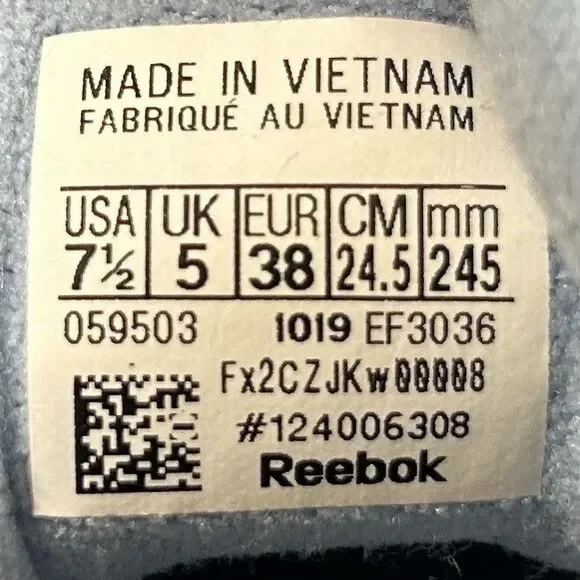 MADE IN VIETNAM
FABRIQUÉ AU VIETNAM
USA UK EUR CM mm
7½ 5 38 24.5 245
059503 1019 EF3036
Fx2CZJKw00008
#124006308
Reebok